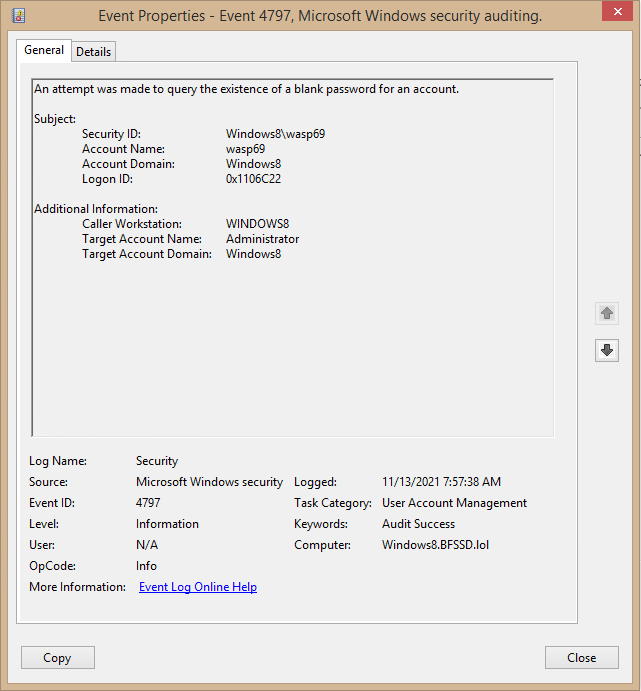 Event Properties - Event 4797, Microsoft Windows security auditing.
General Details
An attempt was made to query the existence of a blank password for an account.
Subject:
Security ID: Windows8\wasp69
Account Name: wasp69
Account Domain: Windows8
Logon ID: 0x1106C22
Additional Information:
Caller Workstation: WINDOWS8
Target Account Name: Administrator
Target Account Domain: Windows8
Log Name: Security
Source: Microsoft Windows security Logged: 11/13/2021 7:57:38 AM
Event ID: 4797 Task Category: User Account Management
Level: Information Keywords: Audit Success
User: N/A Computer: Windows8.BFSSD.lol
OpCode: Info
More Information: Event Log Online Help
Copy Close